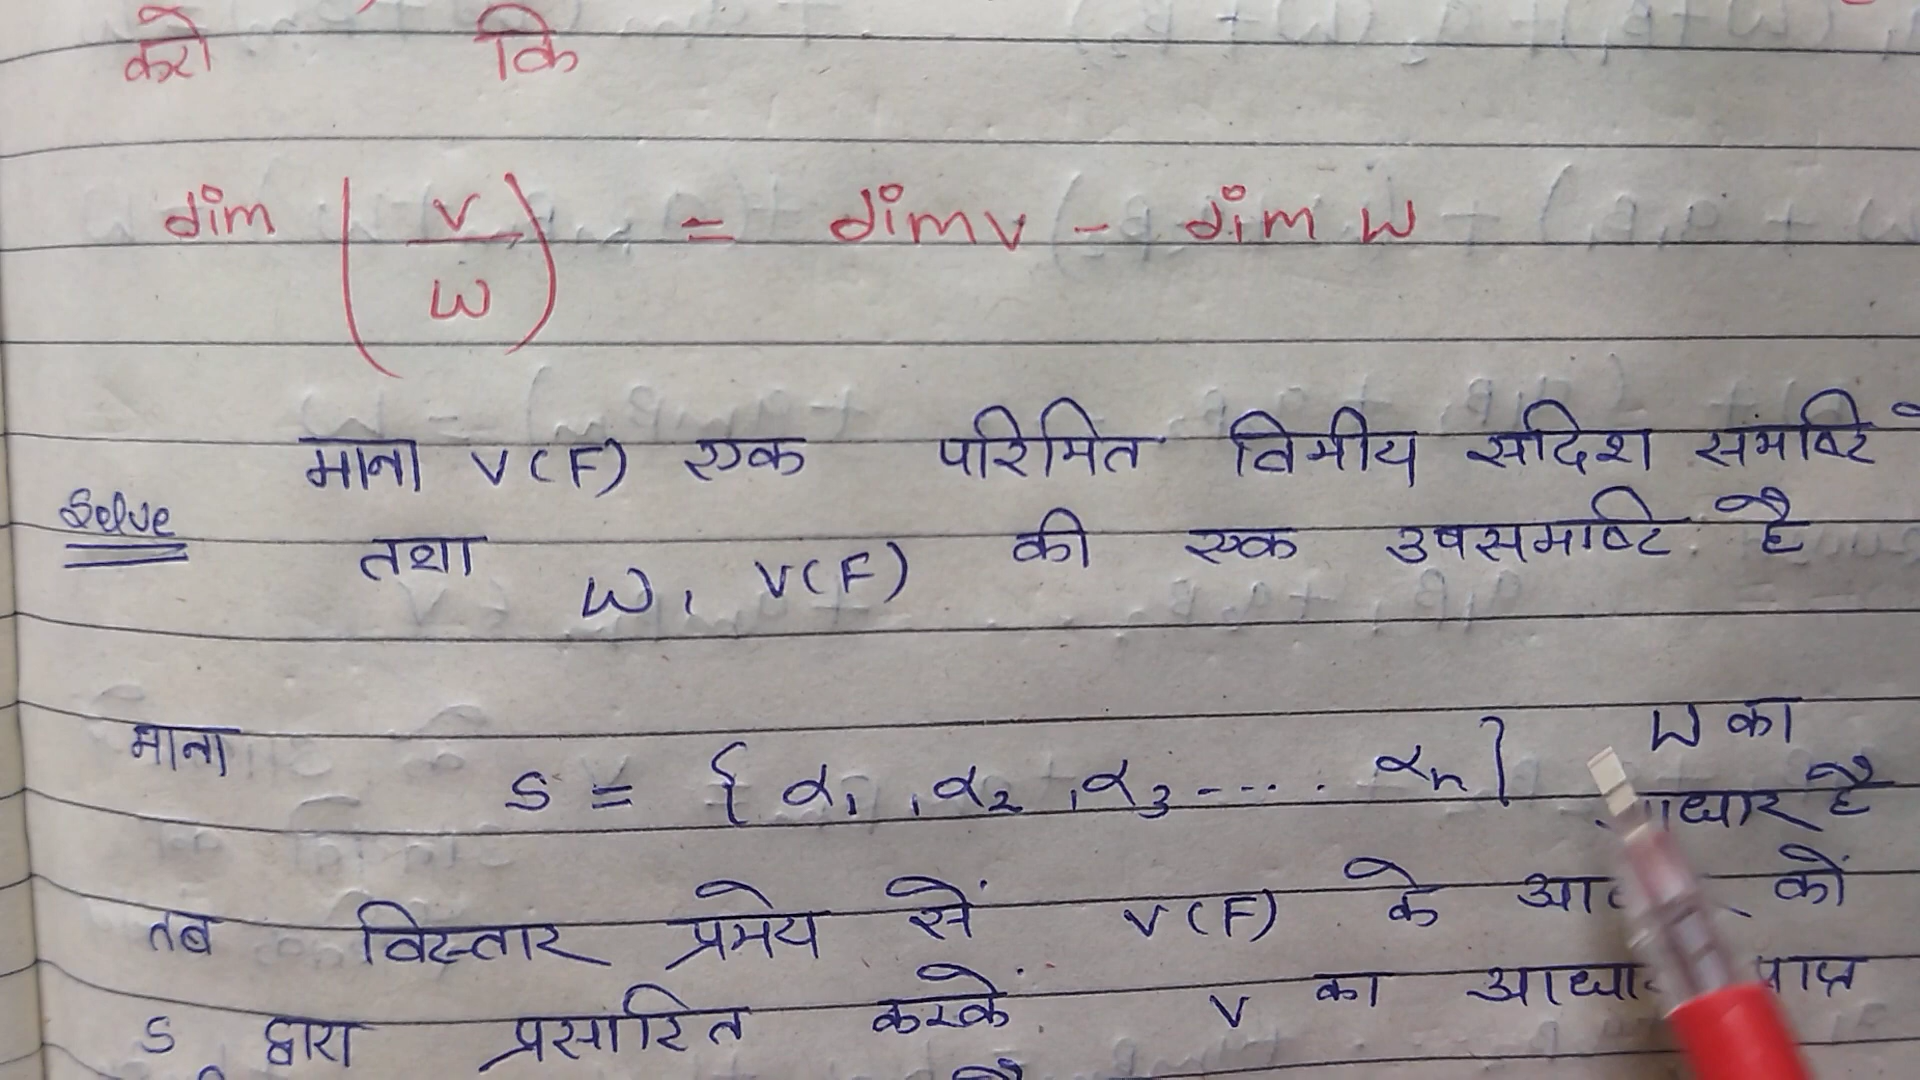 करो कि
dim (V/W) = dim V - dim W
माना V(F) एक परिमित विमीय सदिश समष्टि
Solve
तथा W, V(F) की एक उपसमष्टि है
माना S = { α₁, α₂, α₃ - . . . . αₙ } W का
आधार है
तब विस्तार प्रमेय सें V(F) के को
S द्वारा प्रसारित करकें V का